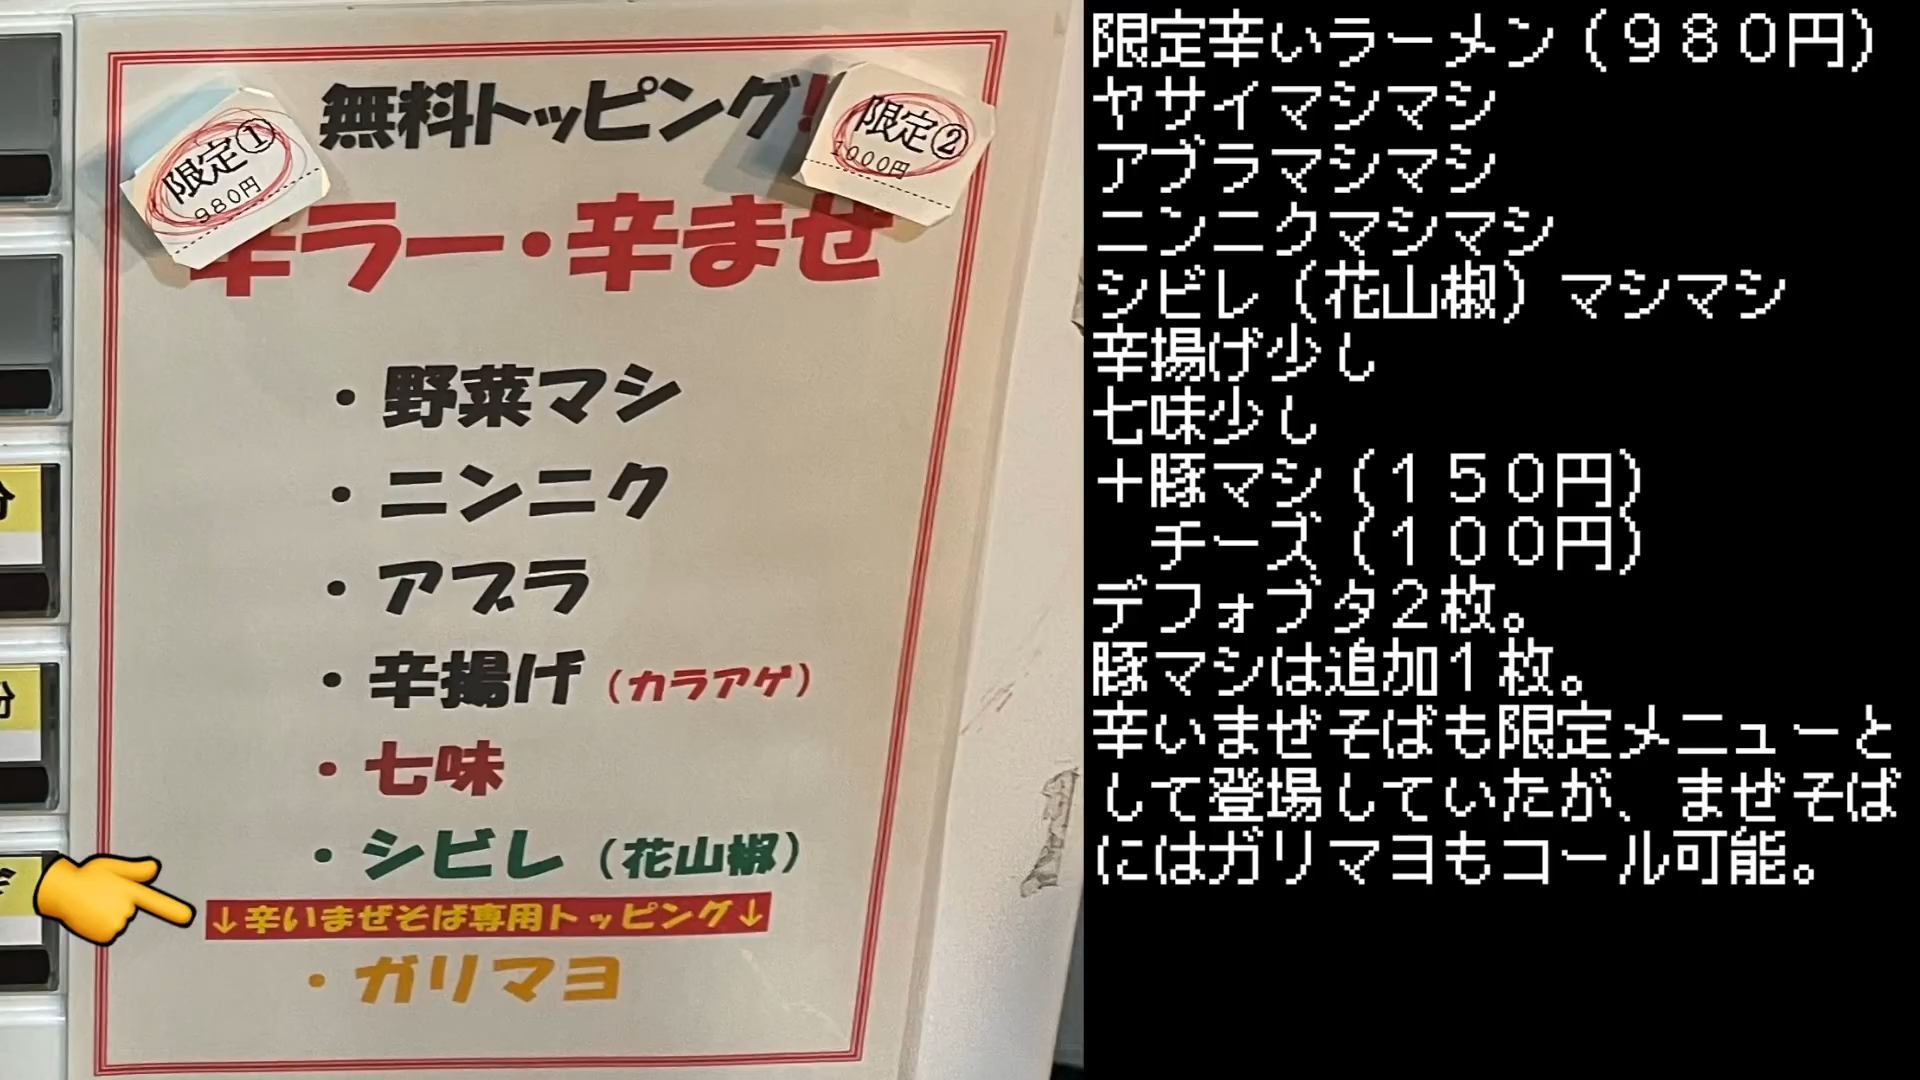 無料トッピング!
限定①
980円
限定②
1000円
辛ラー・辛まぜ
・野菜マシ
・ニンニク
・アブラ
・辛揚げ(カラアゲ)
・七味
・シビレ(花山椒)
↓辛いまぜそば専用トッピング↓
・ガリマヨ
分
分
限定辛いラーメン(980円)
ヤサイマシマシ
アブラマシマシ
ニンニクマシマシ
シビレ(花山椒)マシマシ
辛揚げ少し
七味少し
+豚マシ(150円)
チーズ(100円)
デフォブタ2枚。
豚マシは追加1枚。
辛いまぜそばも限定メニューと
して登場していたが、まぜそば
にはガリマヨもコール可能。